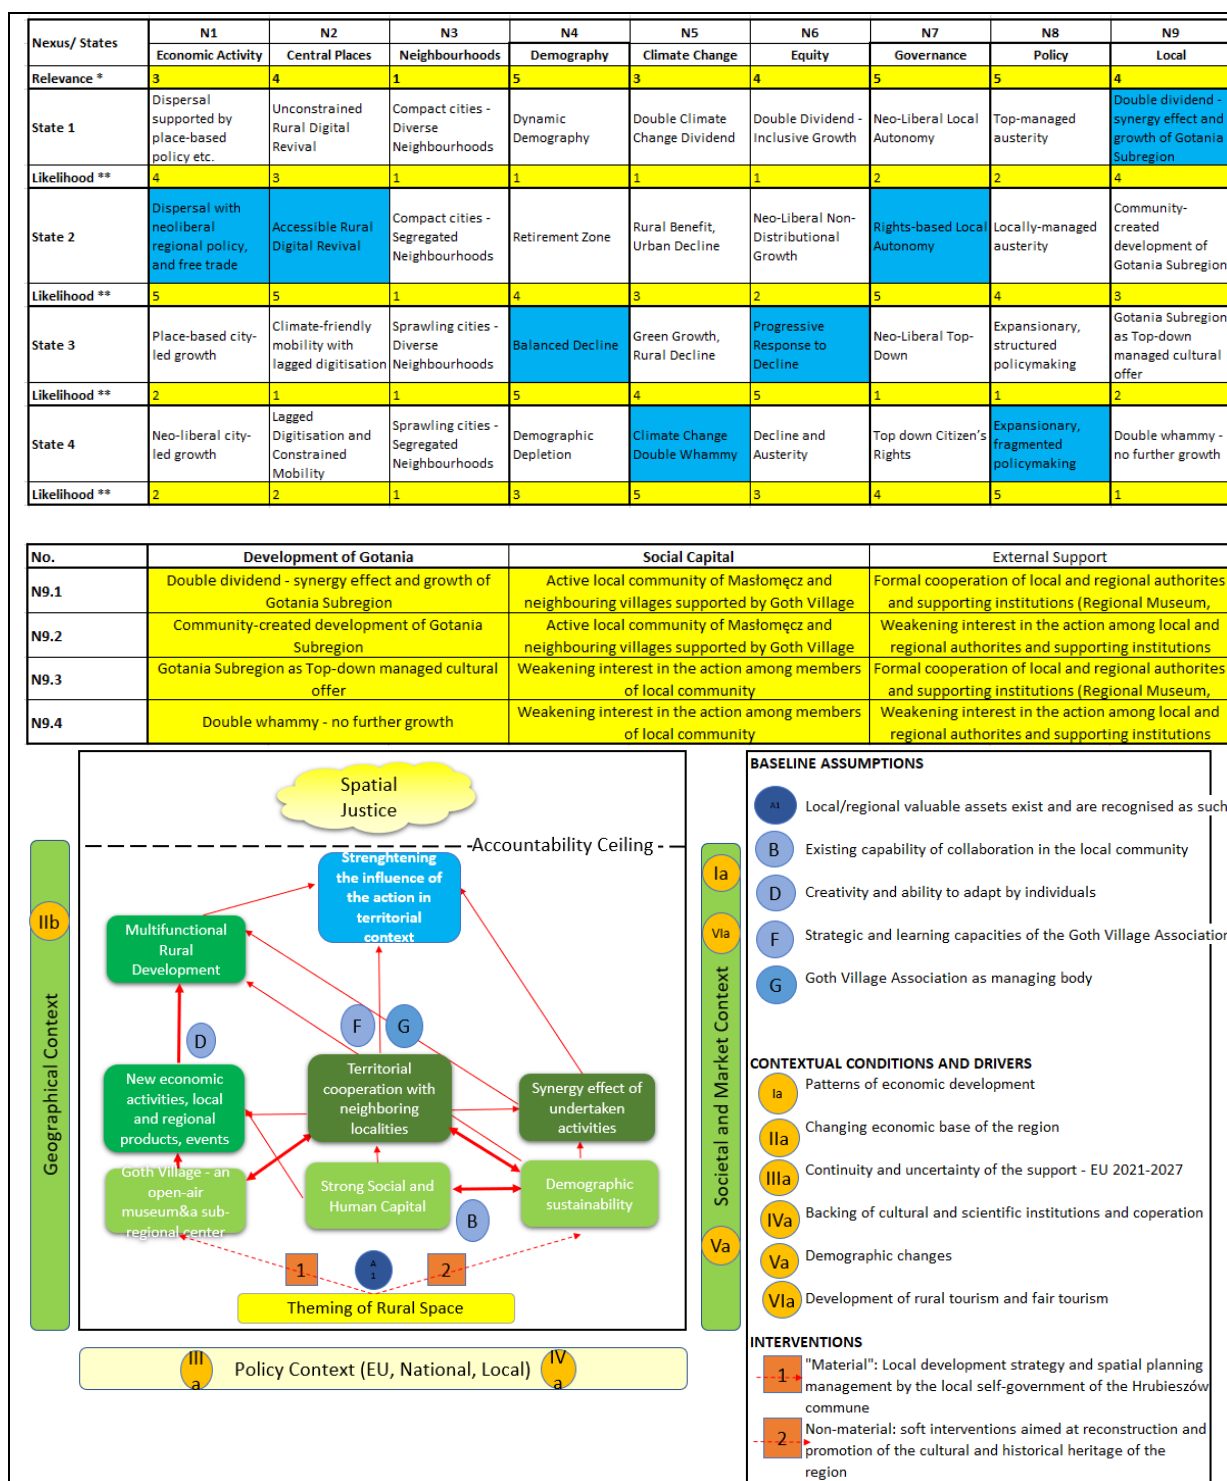 Nexus/ States N1 N2 N3 N4 N5 N6 N7 N8 N9
Economic Activity Central Places Neighbourhoods Demography Climate Change Equity Governance Policy Local
Relevance * 3 4 1 5 3 4 5 5 4
State 1
Dispersal
supported by
place-based
policy etc.
Unconstrained
Rural Digital
Revival
Compact cities -
Diverse
Neighbourhoods
Dynamic
Demography
Double Climate
Change Dividend
Double Dividend -
Inclusive Growth
Neo-Liberal Local
Autonomy
Top-managed
austerity
Double dividend -
synergy effect and
growth of Gotania
Subregion
Likelihood ** 4 3 1 1 1 1 2 2 4
State 2
Dispersal with
neoliberal
regional policy,
and free trade
Accessible Rural
Digital Revival
Compact cities -
Segregated
Neighbourhoods
Retirement Zone
Rural Benefit,
Urban Decline
Neo-Liberal Non-
Distributional
Growth
Rights-based Local
Autonomy
Locally-managed
austerity
Community-
created
development of
Gotania Subregion
Likelihood ** 5 5 1 4 3 2 5 4 3
State 3
Place-based city-
led growth
Climate-friendly
mobility with
lagged digitisation
Sprawling cities -
Diverse
Neighbourhoods
Balanced Decline
Green Growth,
Rural Decline
Progressive
Response to
Decline
Neo-Liberal Top-
Down
Expansionary,
structured
policymaking
Gotania Subregion
as Top-down
managed cultural
offer
Likelihood ** 2 1 1 5 4 5 1 1 2
State 4
Neo-liberal city-
led growth
Lagged
Digitisation and
Constrained
Mobility
Sprawling cities -
Segregated
Neighbourhoods
Demographic
Depletion
Climate Change
Double Whammy
Decline and
Austerity
Top down Citizen's
Rights
Expansionary,
fragmented
policymaking
Double whammy -
no further growth
Likelihood ** 2 2 1 3 5 3 4 5 1
No. Development of Gotania Social Capital External Support
N9.1
Double dividend - synergy effect and growth of
Gotania Subregion
Active local community of Masłomęcz and
neighbouring villages supported by Goth Village
Formal cooperation of local and regional authorites
and supporting institutions (Regional Museum,
N9.2
Community-created development of Gotania
Subregion
Active local community of Masłomęcz and
neighbouring villages supported by Goth Village
Weakening interest in the action among local and
regional authorites and supporting institutions
N9.3
Gotania Subregion as Top-down managed cultural
offer
Weakening interest in the action among members
of local community
Formal cooperation of local and regional authorites
and supporting institutions (Regional Museum,
N9.4
Double whammy - no further growth
Weakening interest in the action among members
of local community
Weakening interest in the action among local and
regional authorites and supporting institutions
Spatial
Justice
Accountability Ceiling
Strenghtening
the influence of
the action in
territorial
context
Multifunctional
Rural
Development
IIb
Geographical Context
D
F
G
New economic
activities, local
and regional
products, events
Territorial
cooperation with
neighboring
localities
Synergy effect of
undertaken
activities
Goth Village - an
open-air
museum&a sub-
regional center
Strong Social and
Human Capital
B
Demographic
sustainability
1
A
1
2
Theming of Rural Space
III
a
Policy Context (EU, National, Local)
IV
a
Ia
VIa
Societal and Market Context
Va
BASELINE ASSUMPTIONS
A1 Local/regional valuable assets exist and are recognised as such
B Existing capability of collaboration in the local community
D Creativity and ability to adapt by individuals
F Strategic and learning capacities of the Goth Village Association
G Goth Village Association as managing body
CONTEXTUAL CONDITIONS AND DRIVERS
Ia Patterns of economic development
IIa Changing economic base of the region
IIIa Continuity and uncertainty of the support - EU 2021-2027
IVa Backing of cultural and scientific institutions and coperation
Va Demographic changes
VIa Development of rural tourism and fair tourism
INTERVENTIONS
1 "Material": Local development strategy and spatial planning
management by the local self-government of the Hrubieszów
commune
2 Non-material: soft interventions aimed at reconstruction and
promotion of the cultural and historical heritage of the
region